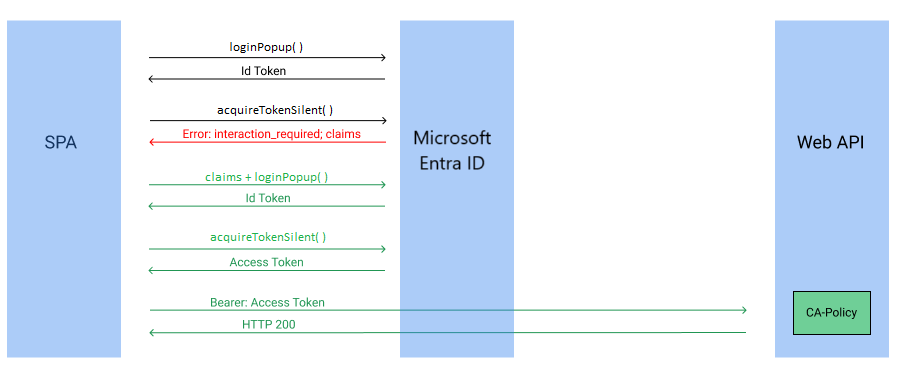 loginPopup( )
Id Token
acquireTokenSilent( )
Error: interaction_required; claims
SPA
Microsoft
Entra ID
Web API
claims + loginPopup( )
Id Token
acquireTokenSilent( )
Access Token
Bearer: Access Token
HTTP 200
CA-Policy